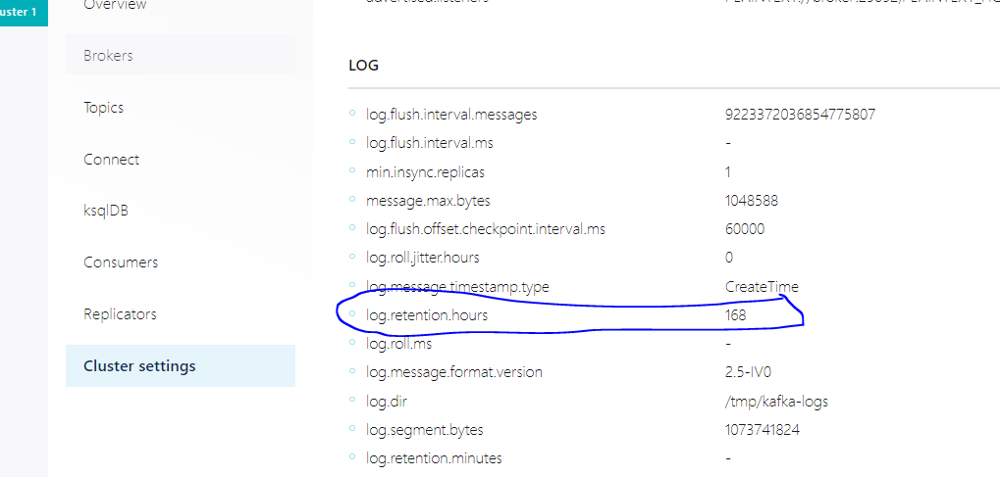 uster 1
Overview
Brokers
Topics
Connect
ksqlDB
Consumers
Replicators
Cluster settings
advertised.listeners
LOG
log.flush.interval.messages 9223372036854775807
log.flush.interval.ms -
min.insync.replicas 1
message.max.bytes 1048588
log.flush.offset.checkpoint.interval.ms 60000
log.roll.jitter.hours 0
log.message.timestamp.type CreateTime
log.retention.hours 168
log.roll.ms -
log.message.format.version 2.5-IV0
log.dir /tmp/kafka-logs
log.segment.bytes 1073741824
log.retention.minutes -